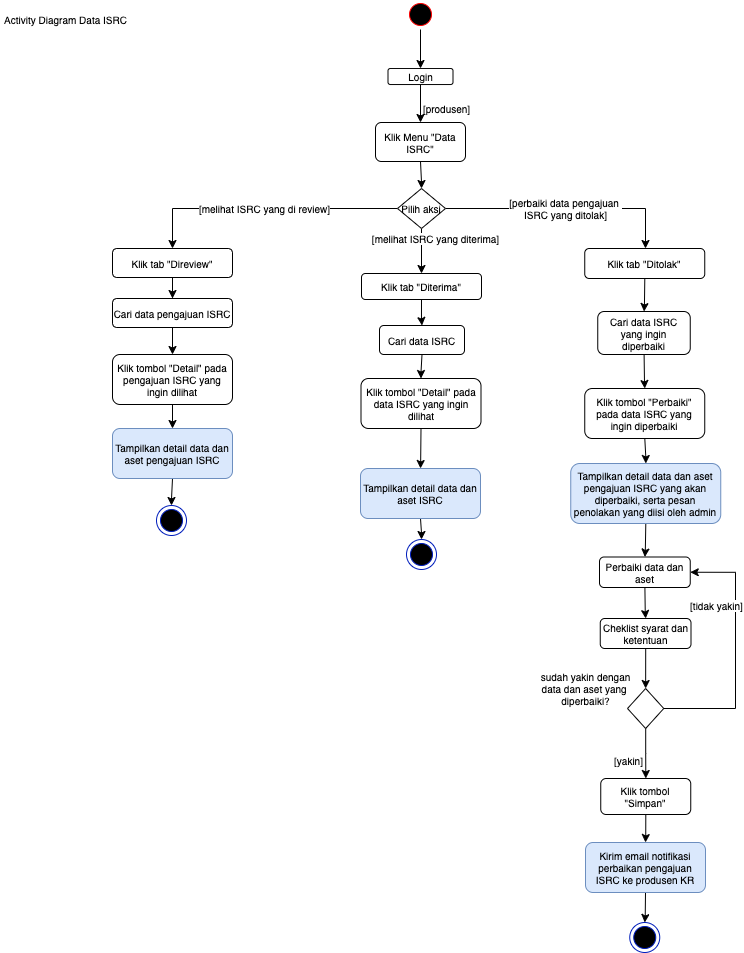 Activity Diagram Data ISRC
Login
[produsen]
Klik Menu "Data
ISRC"
Pilih aksi
[melihat ISRC yang di review]
[melihat ISRC yang diterima]
[perbaiki data pengajuan
ISRC yang ditolak]
Klik tab "Direview"
Cari data pengajuan ISRC
Klik tombol "Detail" pada
pengajuan ISRC yang
ingin dilihat
Tampilkan detail data dan
aset pengajuan ISRC
Klik tab "Diterima"
Cari data ISRC
Klik tombol "Detail" pada
data ISRC yang ingin
dilihat
Tampilkan detail data dan
aset ISRC
Klik tab "Ditolak"
Cari data ISRC
yang ingin
diperbaiki
Klik tombol "Perbaiki"
pada data ISRC yang
ingin diperbaiki
Tampilkan detail data dan aset
pengajuan ISRC yang akan
diperbaiki, serta pesan
penolakan yang diisi oleh admin
Perbaiki data dan
aset
[tidak yakin]
Cheklist syarat dan
ketentuan
sudah yakin dengan
data dan aset yang
diperbaiki?
[yakin]
Klik tombol
"Simpan"
Kirim email notifikasi
perbaikan pengajuan
ISRC ke produsen KR